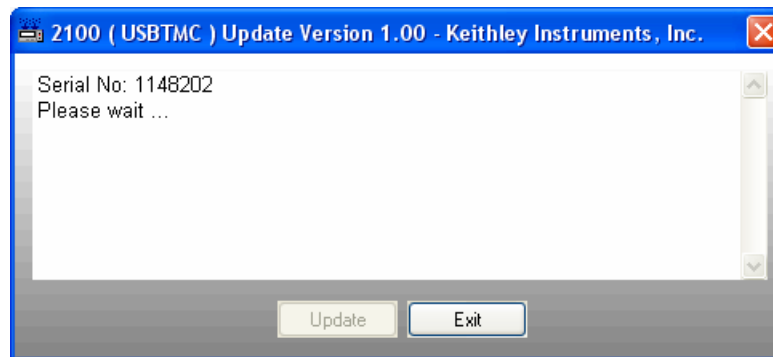 2100 ( USBTMC ) Update Version 1.00 - Keithley Instruments, Inc.
Serial No: 1148202
Please wait ...
Update
Exit